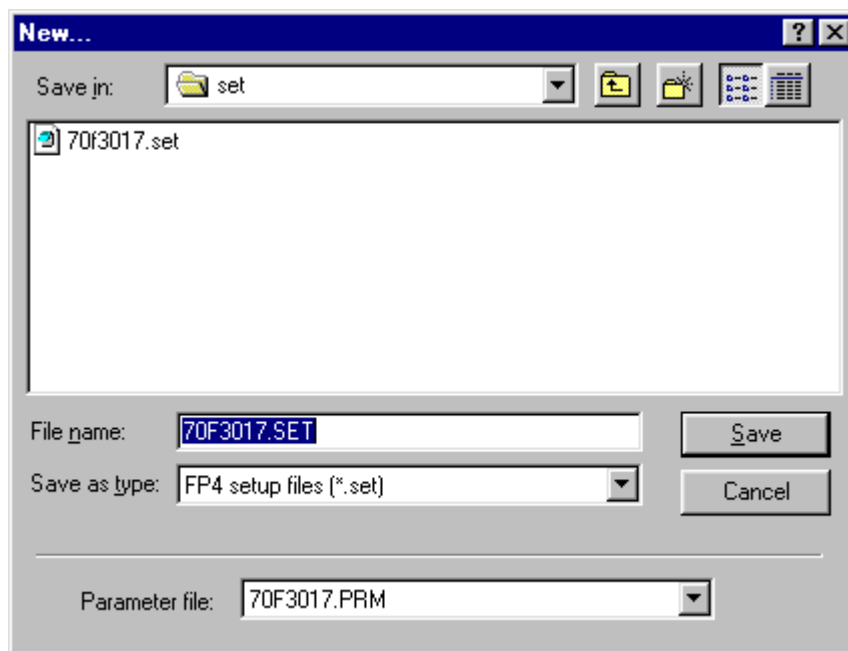 New...
Save in: set
70f3017.set
File name: 70F3017.SET Save
Save as type: FP4 setup files (*.set) Cancel
Parameter file: 70F3017.PRM